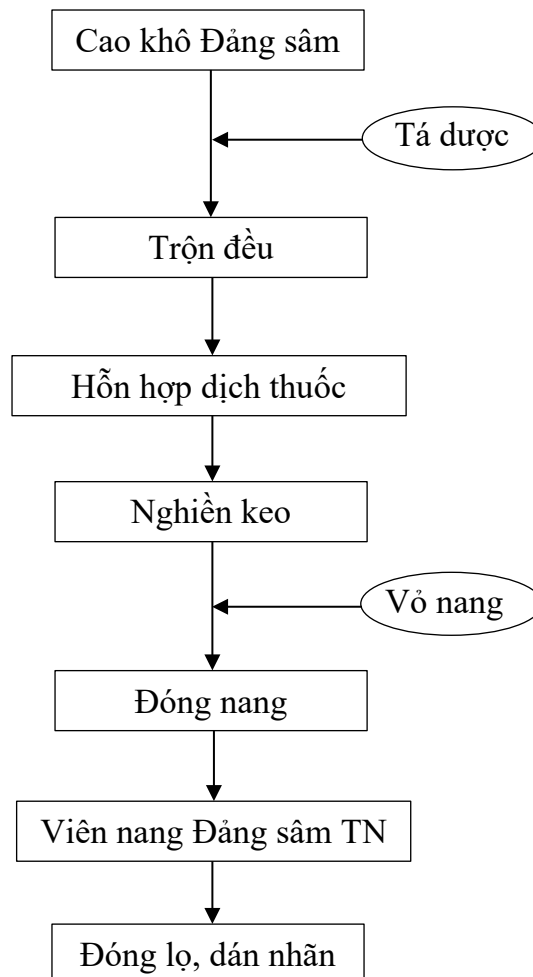 Cao khô Đảng sâm
Tá dược
Trộn đều
Hỗn hợp dịch thuốc
Nghiền keo
Vỏ nang
Đóng nang
Viên nang Đảng sâm TN
Đóng lọ, dán nhãn